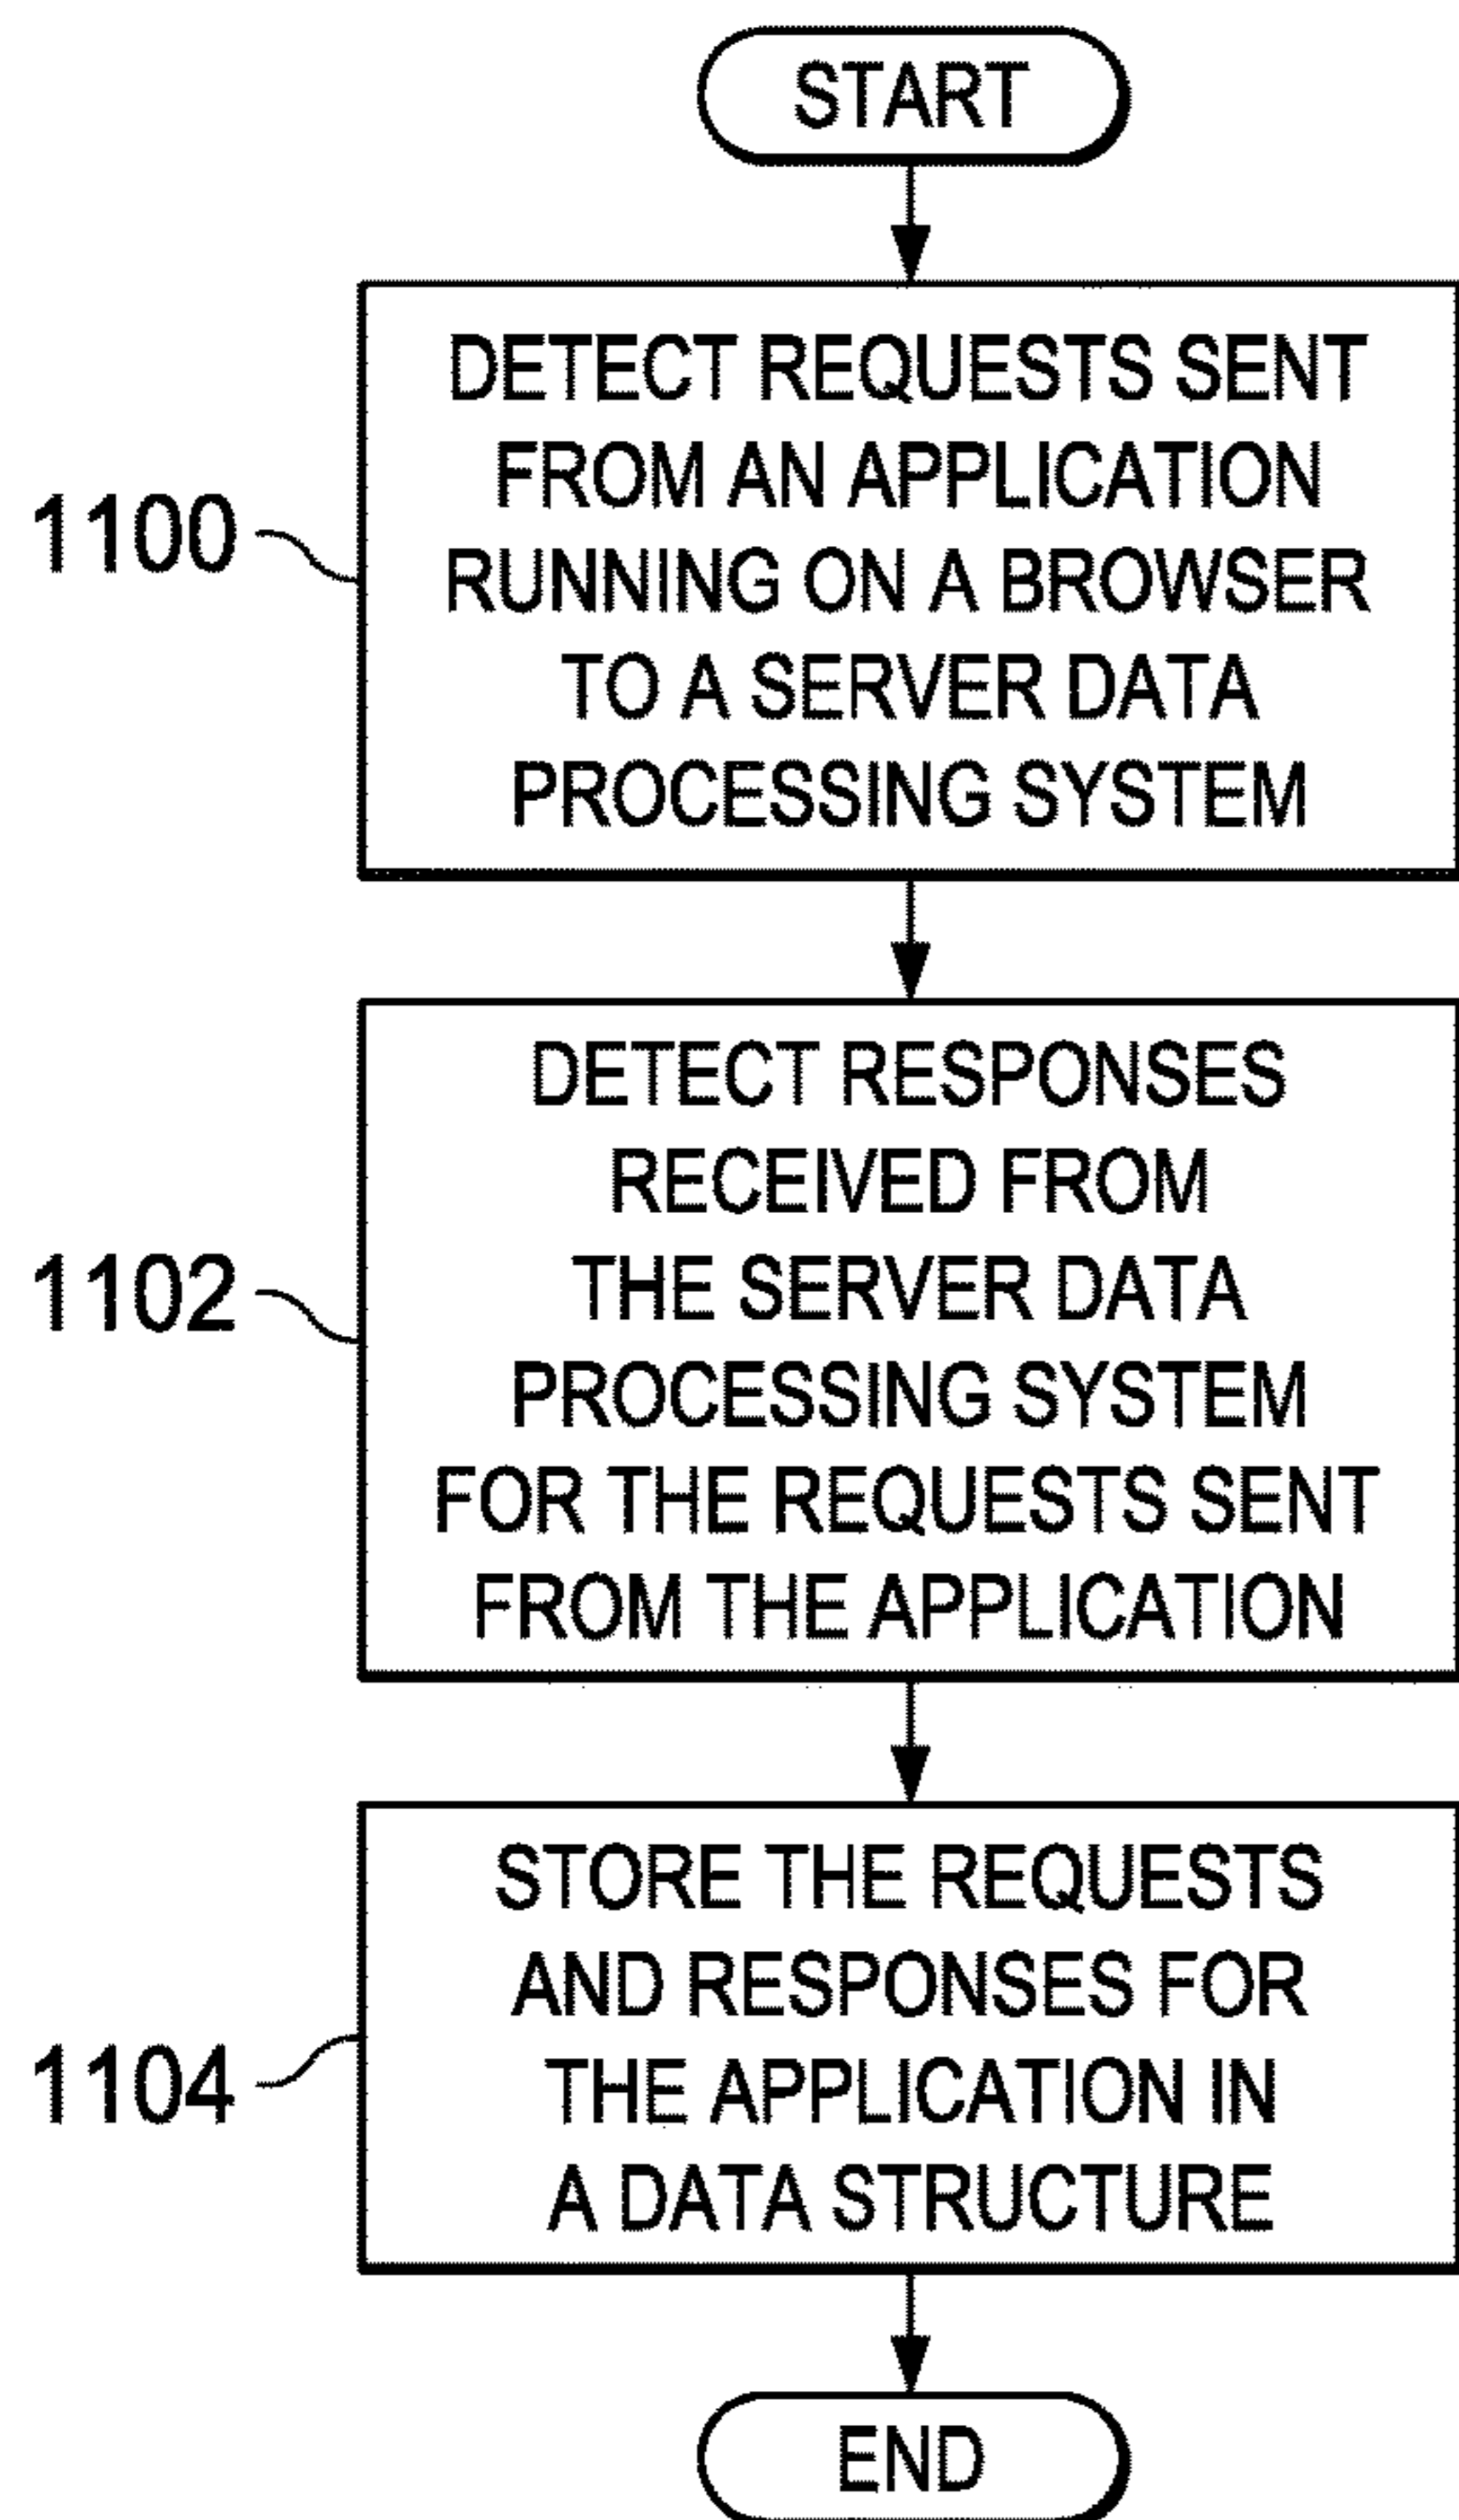 START
DETECT REQUESTS SENT
FROM AN APPLICATION
RUNNING ON A BROWSER
TO A SERVER DATA
PROCESSING SYSTEM
1100
DETECT RESPONSES
RECEIVED FROM
THE SERVER DATA
PROCESSING SYSTEM
FOR THE REQUESTS SENT
FROM THE APPLICATION
1102
STORE THE REQUESTS
AND RESPONSES FOR
THE APPLICATION IN
A DATA STRUCTURE
1104
END